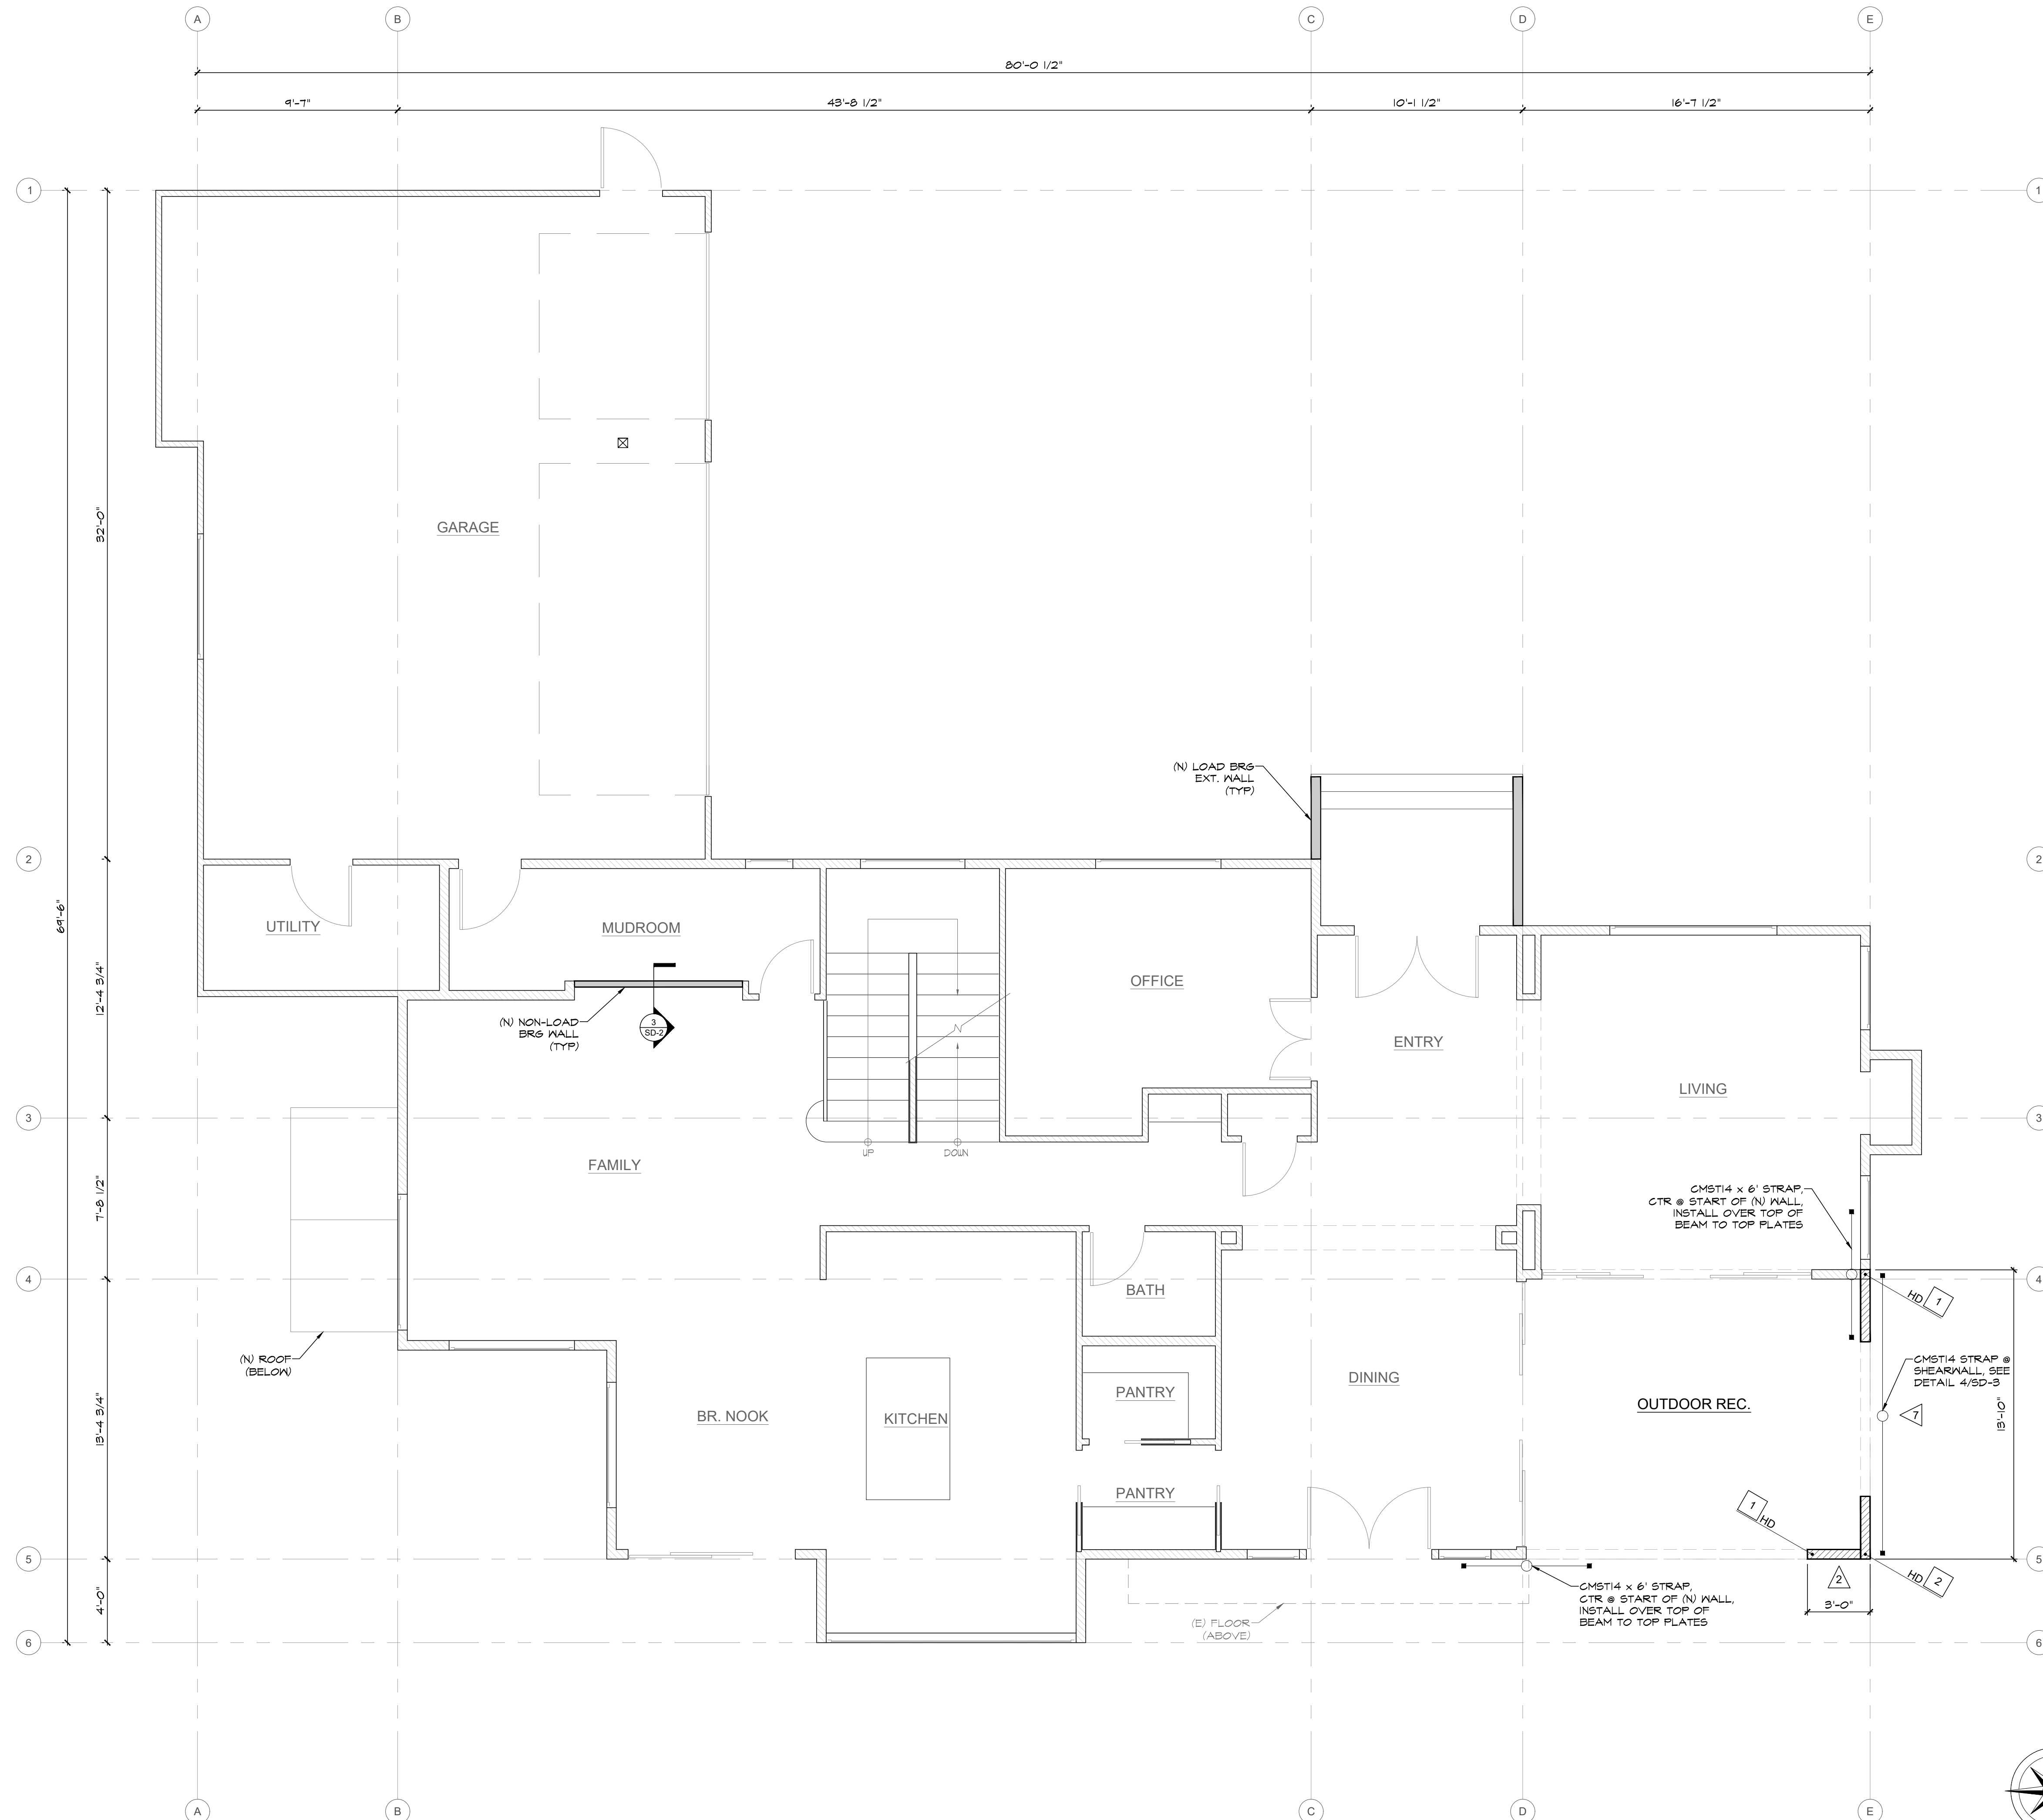 A
B
C
D
E
80'-0 1/2"
9'-7"
43'-8 1/2"
10'-1 1/2"
16'-7 1/2"
1
1
32'-0"
GARAGE
(N) LOAD BRG
EXT. WALL
(TYP)
2
2
69'-6"
UTILITY
MUDROOM
12'-4 3/4"
OFFICE
(N) NON-LOAD
BRG WALL
(TYP)
3
SD-2
N
ENTRY
LIVING
3
3
UP
DOWN
FAMILY
7'-8 1/2"
CMST14 x 6' STRAP,
CTR @ START OF (N) WALL,
INSTALL OVER TOP OF
BEAM TO TOP PLATES
4
4
BATH
HD
1
(N) ROOF
(BELOW)
CMST14 STRAP @
SHEARWALL, SEE
DETAIL 4/SD-3
7
13'-10"
DINING
PANTRY
13'-4 3/4"
BR. NOOK
KITCHEN
OUTDOOR REC.
PANTRY
1
HD
5
5
HD
2
2
3'-0"
4'-0"
CMST14 x 6' STRAP,
CTR @ START OF (N) WALL,
INSTALL OVER TOP OF
BEAM TO TOP PLATES
(E) FLOOR
(ABOVE)
6
6
A
B
C
D
E